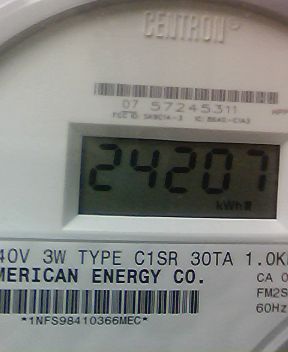 CENTRON®
07 57245311
24207
kWh
40V 3W TYPE C1SR 30TA 1.0K
MERICAN ENERGY CO.
CA 0
FM2S
60Hz
*1NFS98410366MEC*